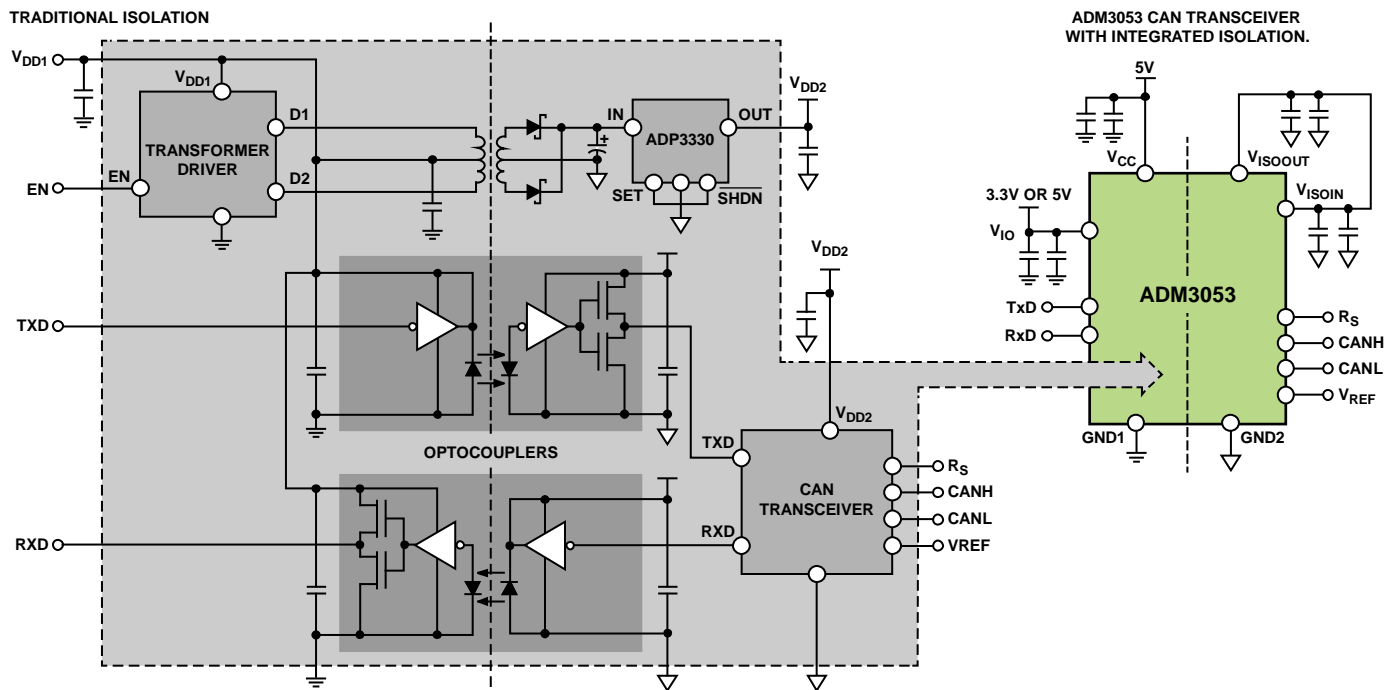 TRADITIONAL ISOLATION
ADM3053 CAN TRANSCEIVER
WITH INTEGRATED ISOLATION.
VDD1
VDD1
TRANSFORMER
DRIVER
EN
EN
D1
D2
IN
ADP3330
OUT
SET
SHDN
VDD2
TXD
OPTOCOUPLERS
RXD
VDD2
VDD2
TXD
RXD
CAN
TRANSCEIVER
RS
CANH
CANL
VREF
5V
VCC
VISOOUT
VISOIN
3.3V OR 5V
VIO
ADM3053
TxD
RxD
RS
CANH
CANL
VREF
GND1
GND2